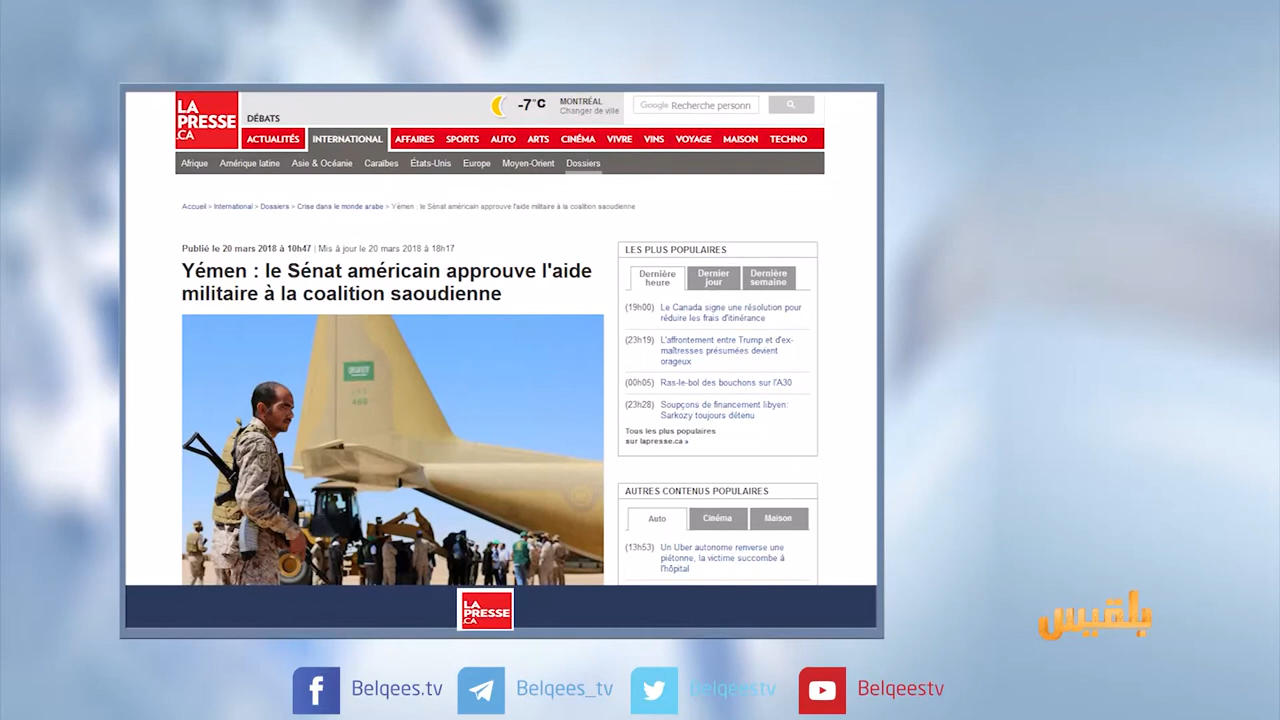 LA
PRESSE
.CA
DÉBATS
-7°C
MONTRÉAL
Changer de ville
Google Recherche personn
ACTUALITÉS INTERNATIONAL AFFAIRES SPORTS AUTO ARTS CINÉMA VIVRE VINS VOYAGE MAISON TECHNO
Afrique Amérique latine Asie & Océanie Caraïbes États-Unis Europe Moyen-Orient Dossiers
Accueil > International > Dossiers > Crise dans le monde arabe > Yémen : le Sénat américain approuve l'aide militaire à la coalition saoudienne
Publié le 20 mars 2018 à 10h47 | Mis à jour le 20 mars 2018 à 18h17
Yémen : le Sénat américain approuve l'aide
militaire à la coalition saoudienne
LES PLUS POPULAIRES
Dernière
heure
Dernier
jour
Dernière
semaine
(19h00) Le Canada signe une résolution pour
réduire les frais d'itinérance
(23h19) L'affrontement entre Trump et d'ex-
maîtresses présumées devient
orageux
(00h05) Ras-le-bol des bouchons sur l'A30
(23h28) Soupçons de financement libyen:
Sarkozy toujours détenu
Tous les plus populaires
sur lapresse.ca »
AUTRES CONTENUS POPULAIRES
Auto Cinéma Maison
(13h53) Un Uber autonome renverse une
piétonne, la victime succombe à
l'hôpital
LA
PRESSE
.CA
بلقيس
Belqees.tv
Belqees_tv
Belqeestv
Belqeestv